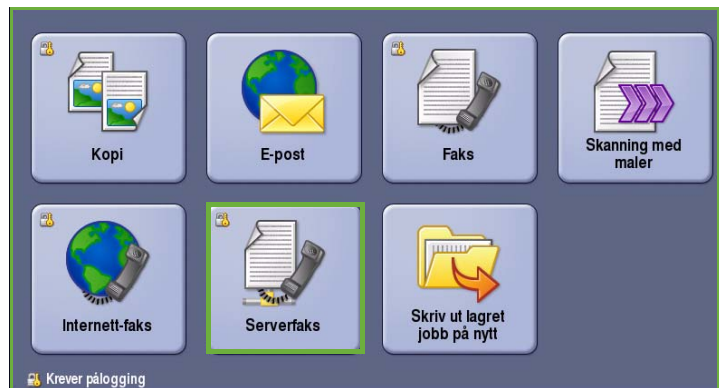 Kopi
E-post
Faks
Skanning med
maler
Internett-faks
Serverfaks
Skriv ut lagret
jobb på nytt
Krever pålogging